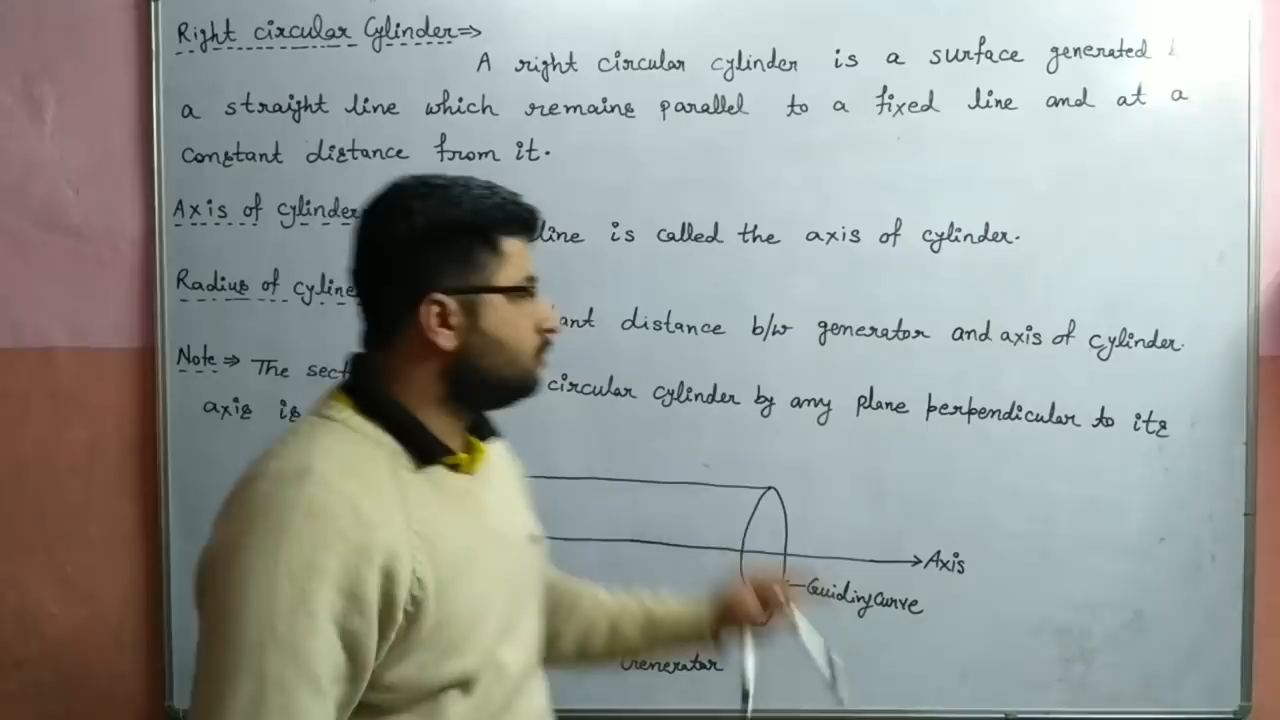 Right circular Cylinder⇒
A right circular cylinder is a surface generated
a straight line which remains parallel to a fixed line and at a
constant distance from it.
Axis of cylinder
line is called the axis of cylinder.
Radius of
distance b/w generator and axis of cylinder.
Note ⇒ The circular cylinder by any plane perpendicular to its
axis is
Axis
Guiding curve
Generator